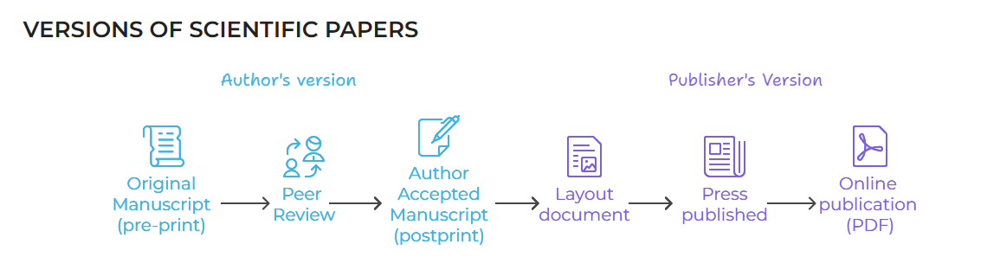 VERSIONS OF SCIENTIFIC PAPERS
Author's version
Publisher's Version
Original
Manuscript
(pre-print)
Peer
Review
Author
Accepted
Manuscript
(postprint)
Layout
document
Press
published
Online
publication
(PDF)